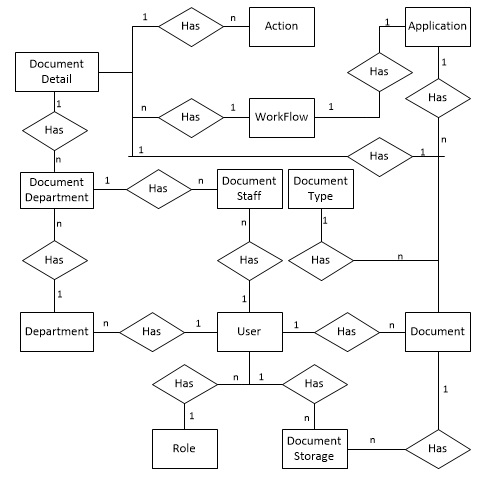 1
Has
n
Action
1
Application
Document
Detail
Has
1
1
Has
n
Has
1
WorkFlow
1
Has
n
n
1
Has
1
Document
Department
1
Has
n
Document
Staff
Document
Type
n
n
1
Has
Has
Has
n
1
1
Department
n
Has
1
User
1
Has
n
Document
Has
n
1
Has
1
1
n
Role
Document
Storage
n
Has